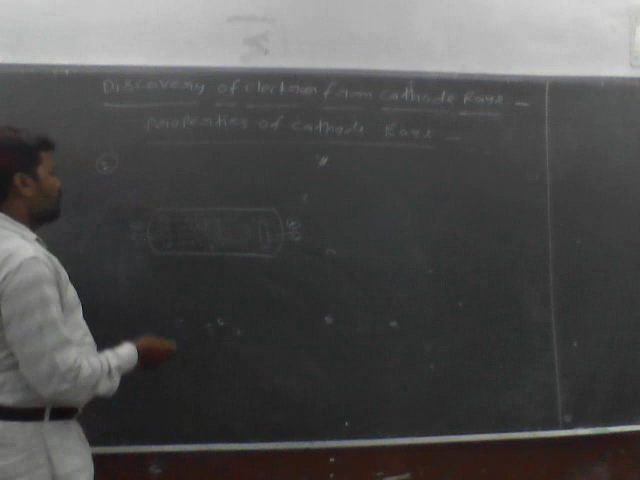 Discovery of electron from cathode Rays -
properties of cathode Rays -